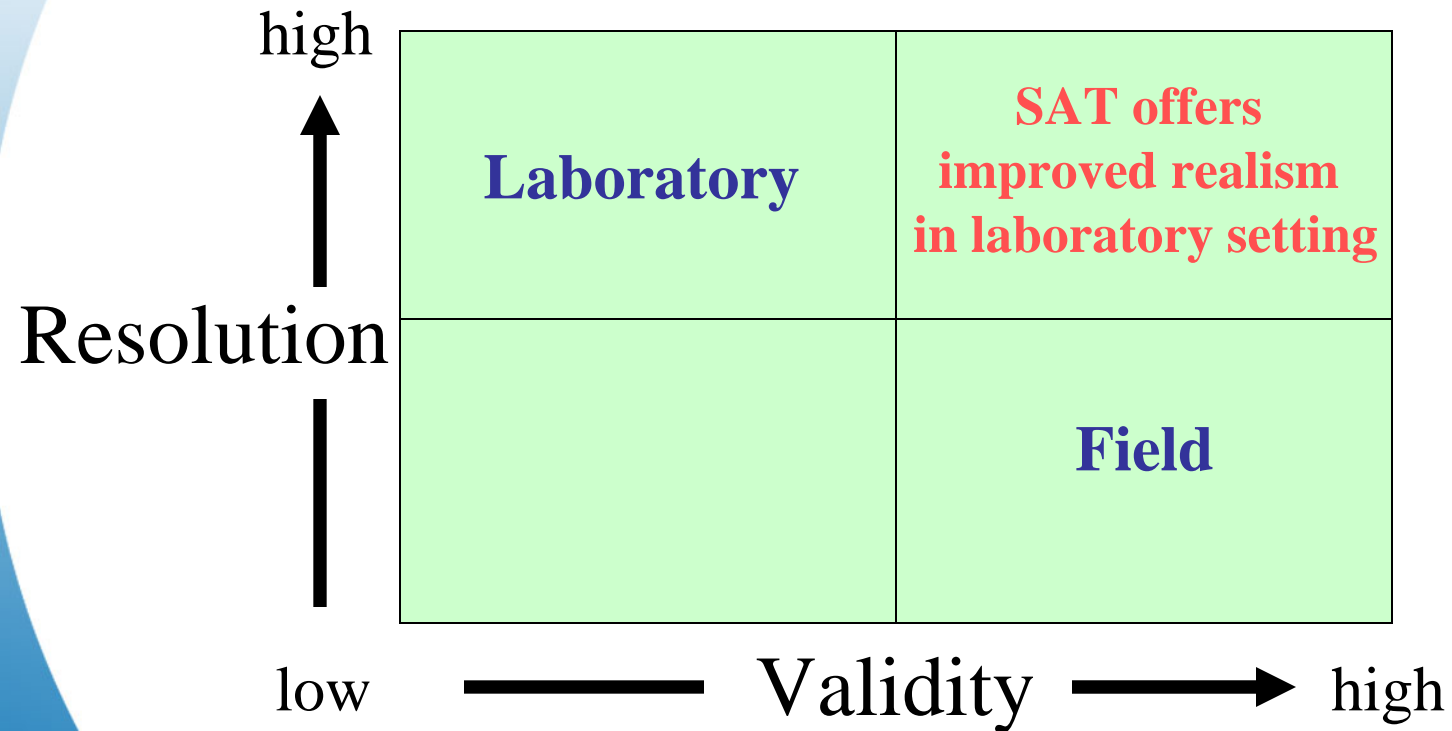 high
Laboratory
SAT offers
improved realism
in laboratory setting
Resolution
Field
low
Validity
high